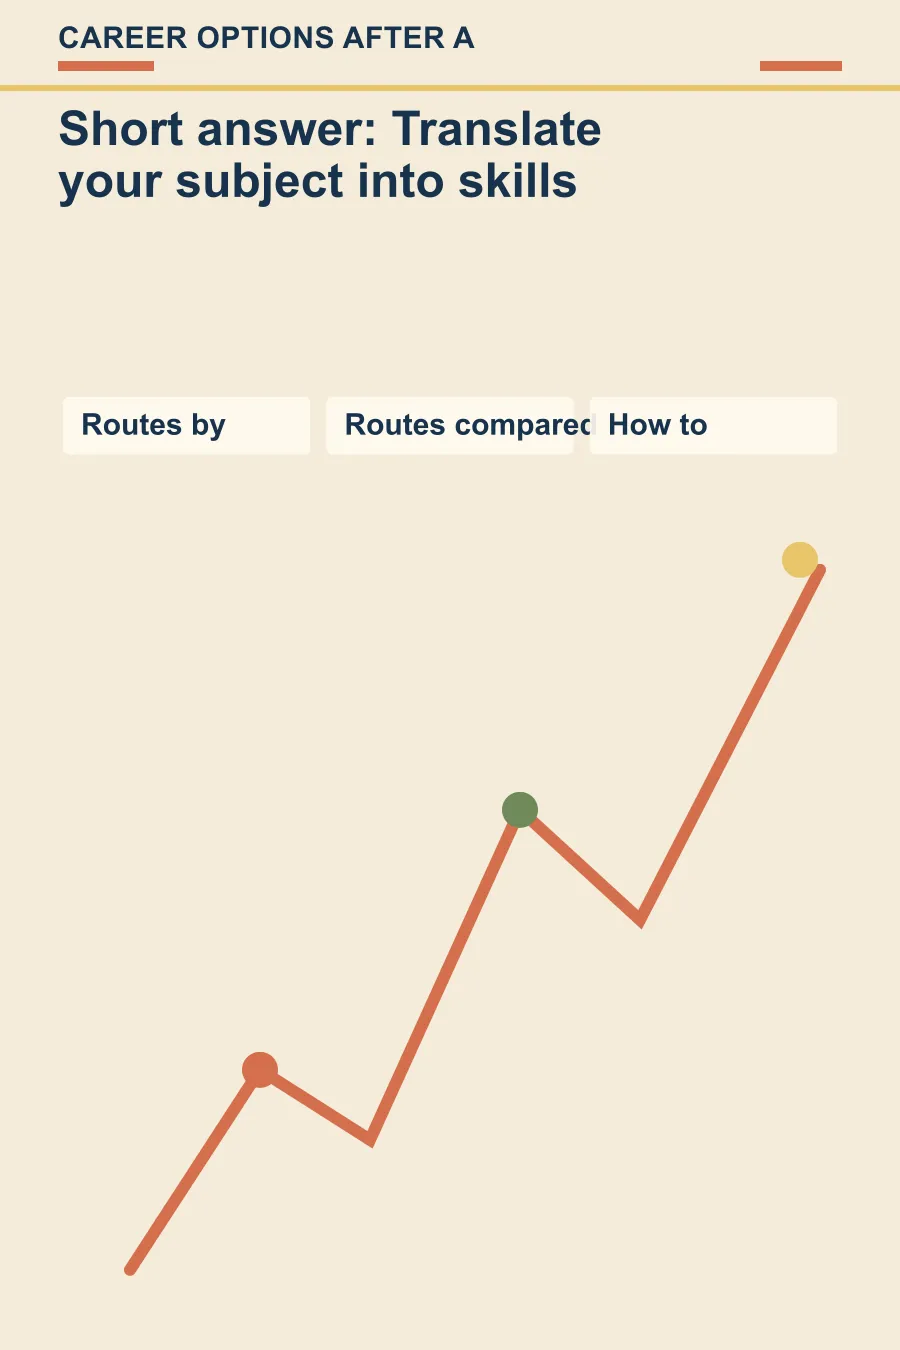 CAREER OPTIONS AFTER A
Short answer: Translate
your subject into skills
Routes by
Routes compared
How to